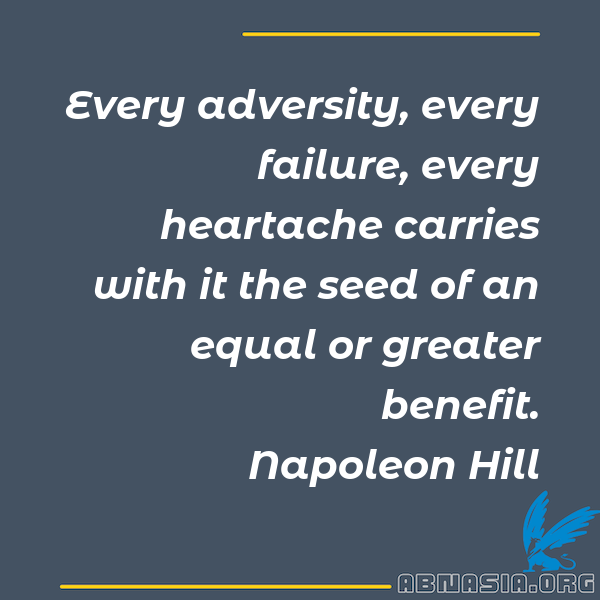 Every adversity, every
failure, every
heartache carries
with it the seed of an
equal or greater
benefit.
Napoleon Hill
ABNASIA.ORG